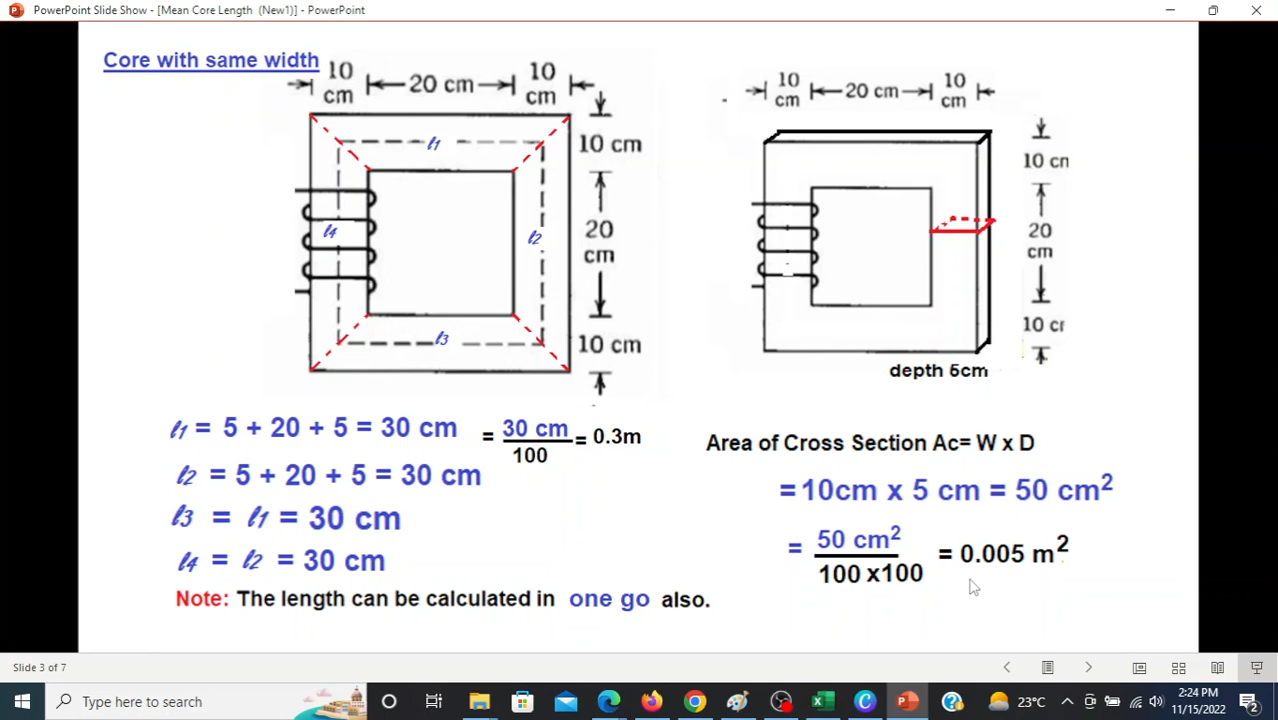 PowerPoint Slide Show - [Mean Core Length (New1)] - PowerPoint
Core with same width
10 cm
20 cm
10 cm
10 cm
20 cm
10 cm
l1
l2
l3
l4
10 cm
20 cm
10 cm
10 cm
20 cm
10 cr
depth 5cm
l1 = 5 + 20 + 5 = 30 cm = 30 cm / 100 = 0.3m
l2 = 5 + 20 + 5 = 30 cm
l3 = l1 = 30 cm
l4 = l2 = 30 cm
Note: The length can be calculated in one go also.
Area of Cross Section Ac= W x D
= 10cm x 5 cm = 50 cm²
= 50 cm² / 100 x100 = 0.005 m²
Slide 3 of 7
Type here to search
23°C
2:24 PM
11/15/2022
2